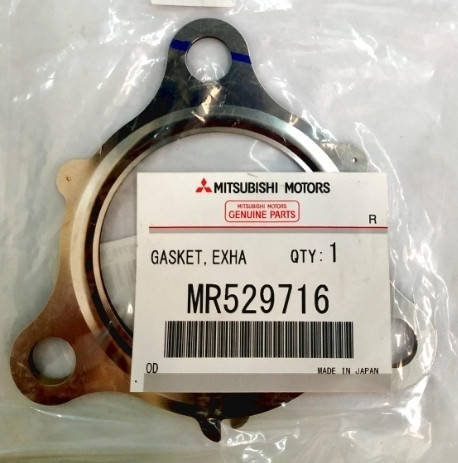 MITSUBISHI MOTORS
MITSUBISHI MOTORS
GENUINE PARTS
R
GASKET, EXHA QTY: 1
MR529716
OD MADE IN JAPAN